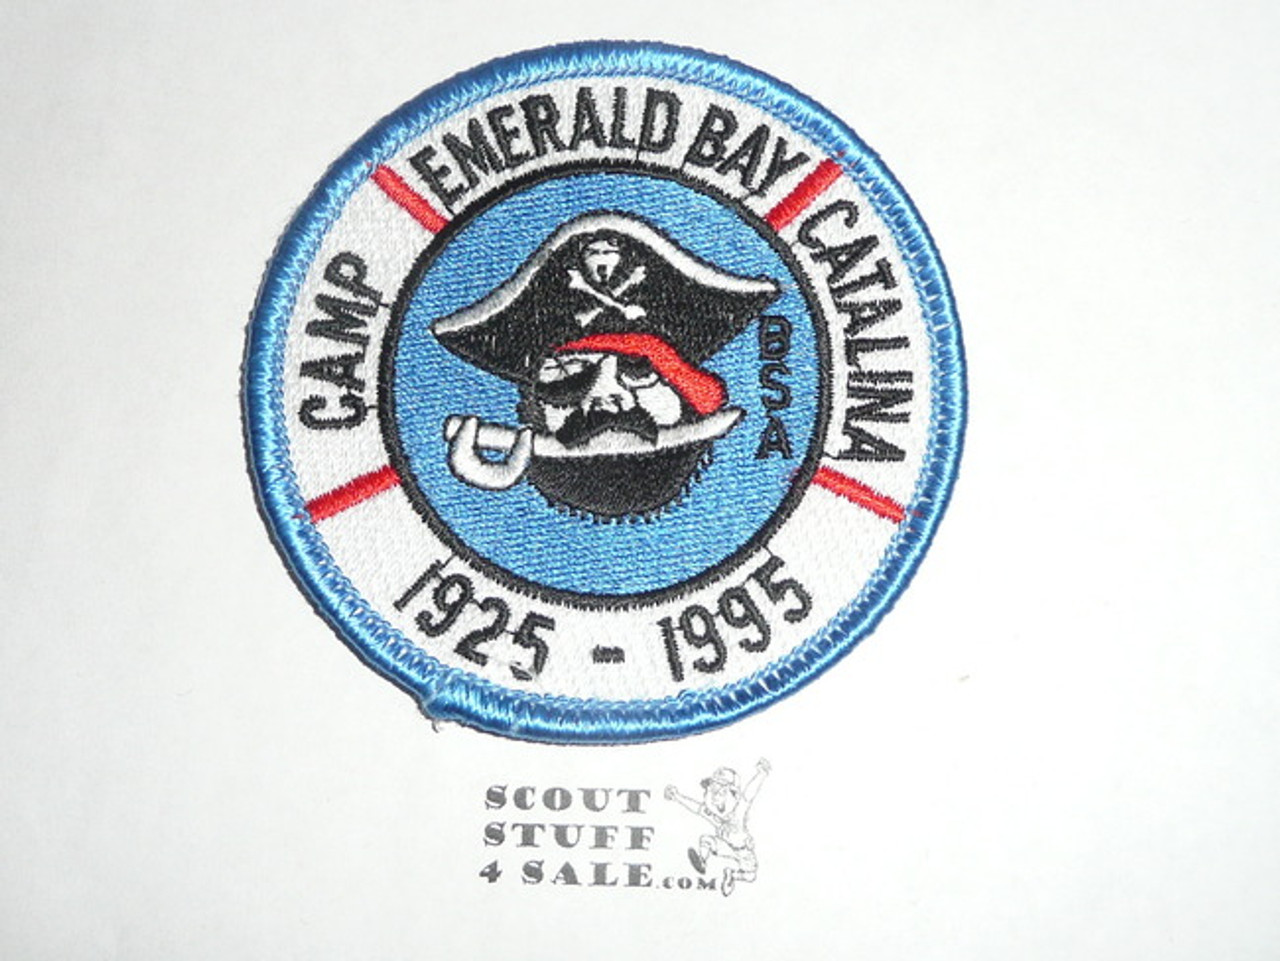 CAMP
EMERALD BAY
CATALINA
BSA
1925 - 1995
SCOUT
STUFF
4 SALE.COM